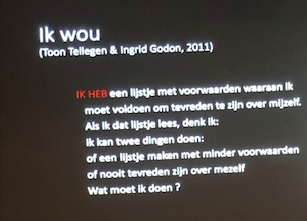 Ik wou
(Toon Tellegen & Ingrid Godon, 2011)
IK HEB een lijstje met voorwaarden waaraan ik
moet voldoen om tevreden te zijn over mijzelf.
Als ik dat lijstje lees, denk ik:
ik kan twee dingen doen:
of een lijstje maken met minder voorwaarden
of nooit tevreden zijn over mezelf
Wat moet ik doen ?